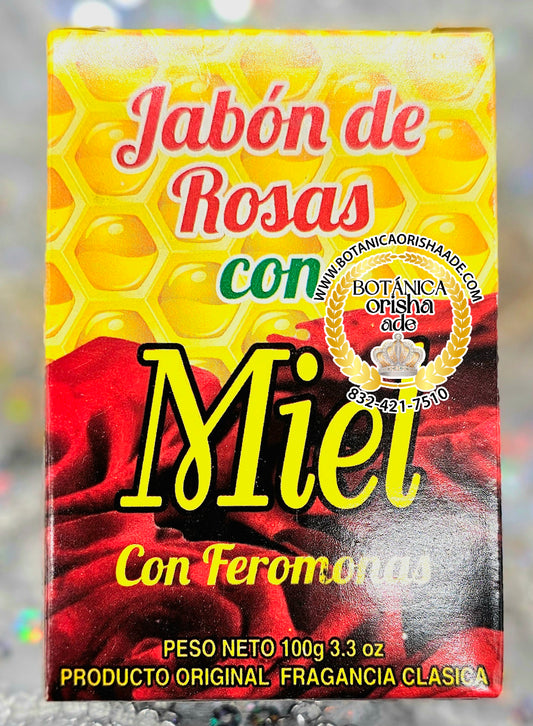 Jabón de
Rosas
con
WWW.BOTANICAORISHAADE.COM
BOTÁNICA
orisha
ade
832-421-7510
Miel
Con Feromonas
PESO NETO 100g 3.3 oz
PRODUCTO ORIGINAL FRAGANCIA CLASICA